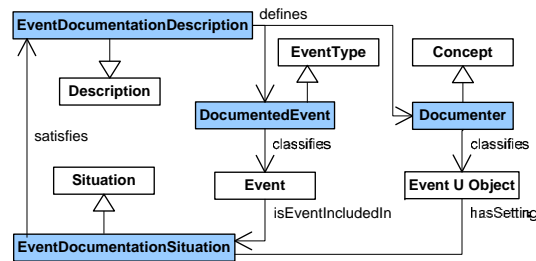 EventDocumentationDescription
defines
EventType
Concept
Description
DocumentedEvent
Documenter
satisfies
classifies
classifies
Situation
Event
Event U Object
isEventIncludedIn
hasSetting
EventDocumentationSituation